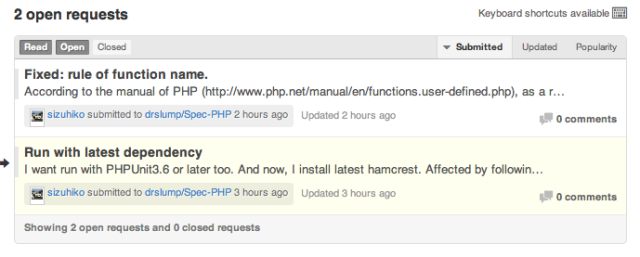 2 open requests
Keyboard shortcuts available
Read Open Closed
Submitted Updated Popularity
Fixed: rule of function name.
According to the manual of PHP (http://www.php.net/manual/en/functions.user-defined.php), as a r…
sizuhiko submitted to drslump/Spec-PHP 2 hours ago Updated 2 hours ago
0 comments
Run with latest dependency
I want run with PHPUnit3.6 or later too. And now, I install latest hamcrest. Affected by followin…
sizuhiko submitted to drslump/Spec-PHP 3 hours ago Updated 3 hours ago
0 comments
Showing 2 open requests and 0 closed requests